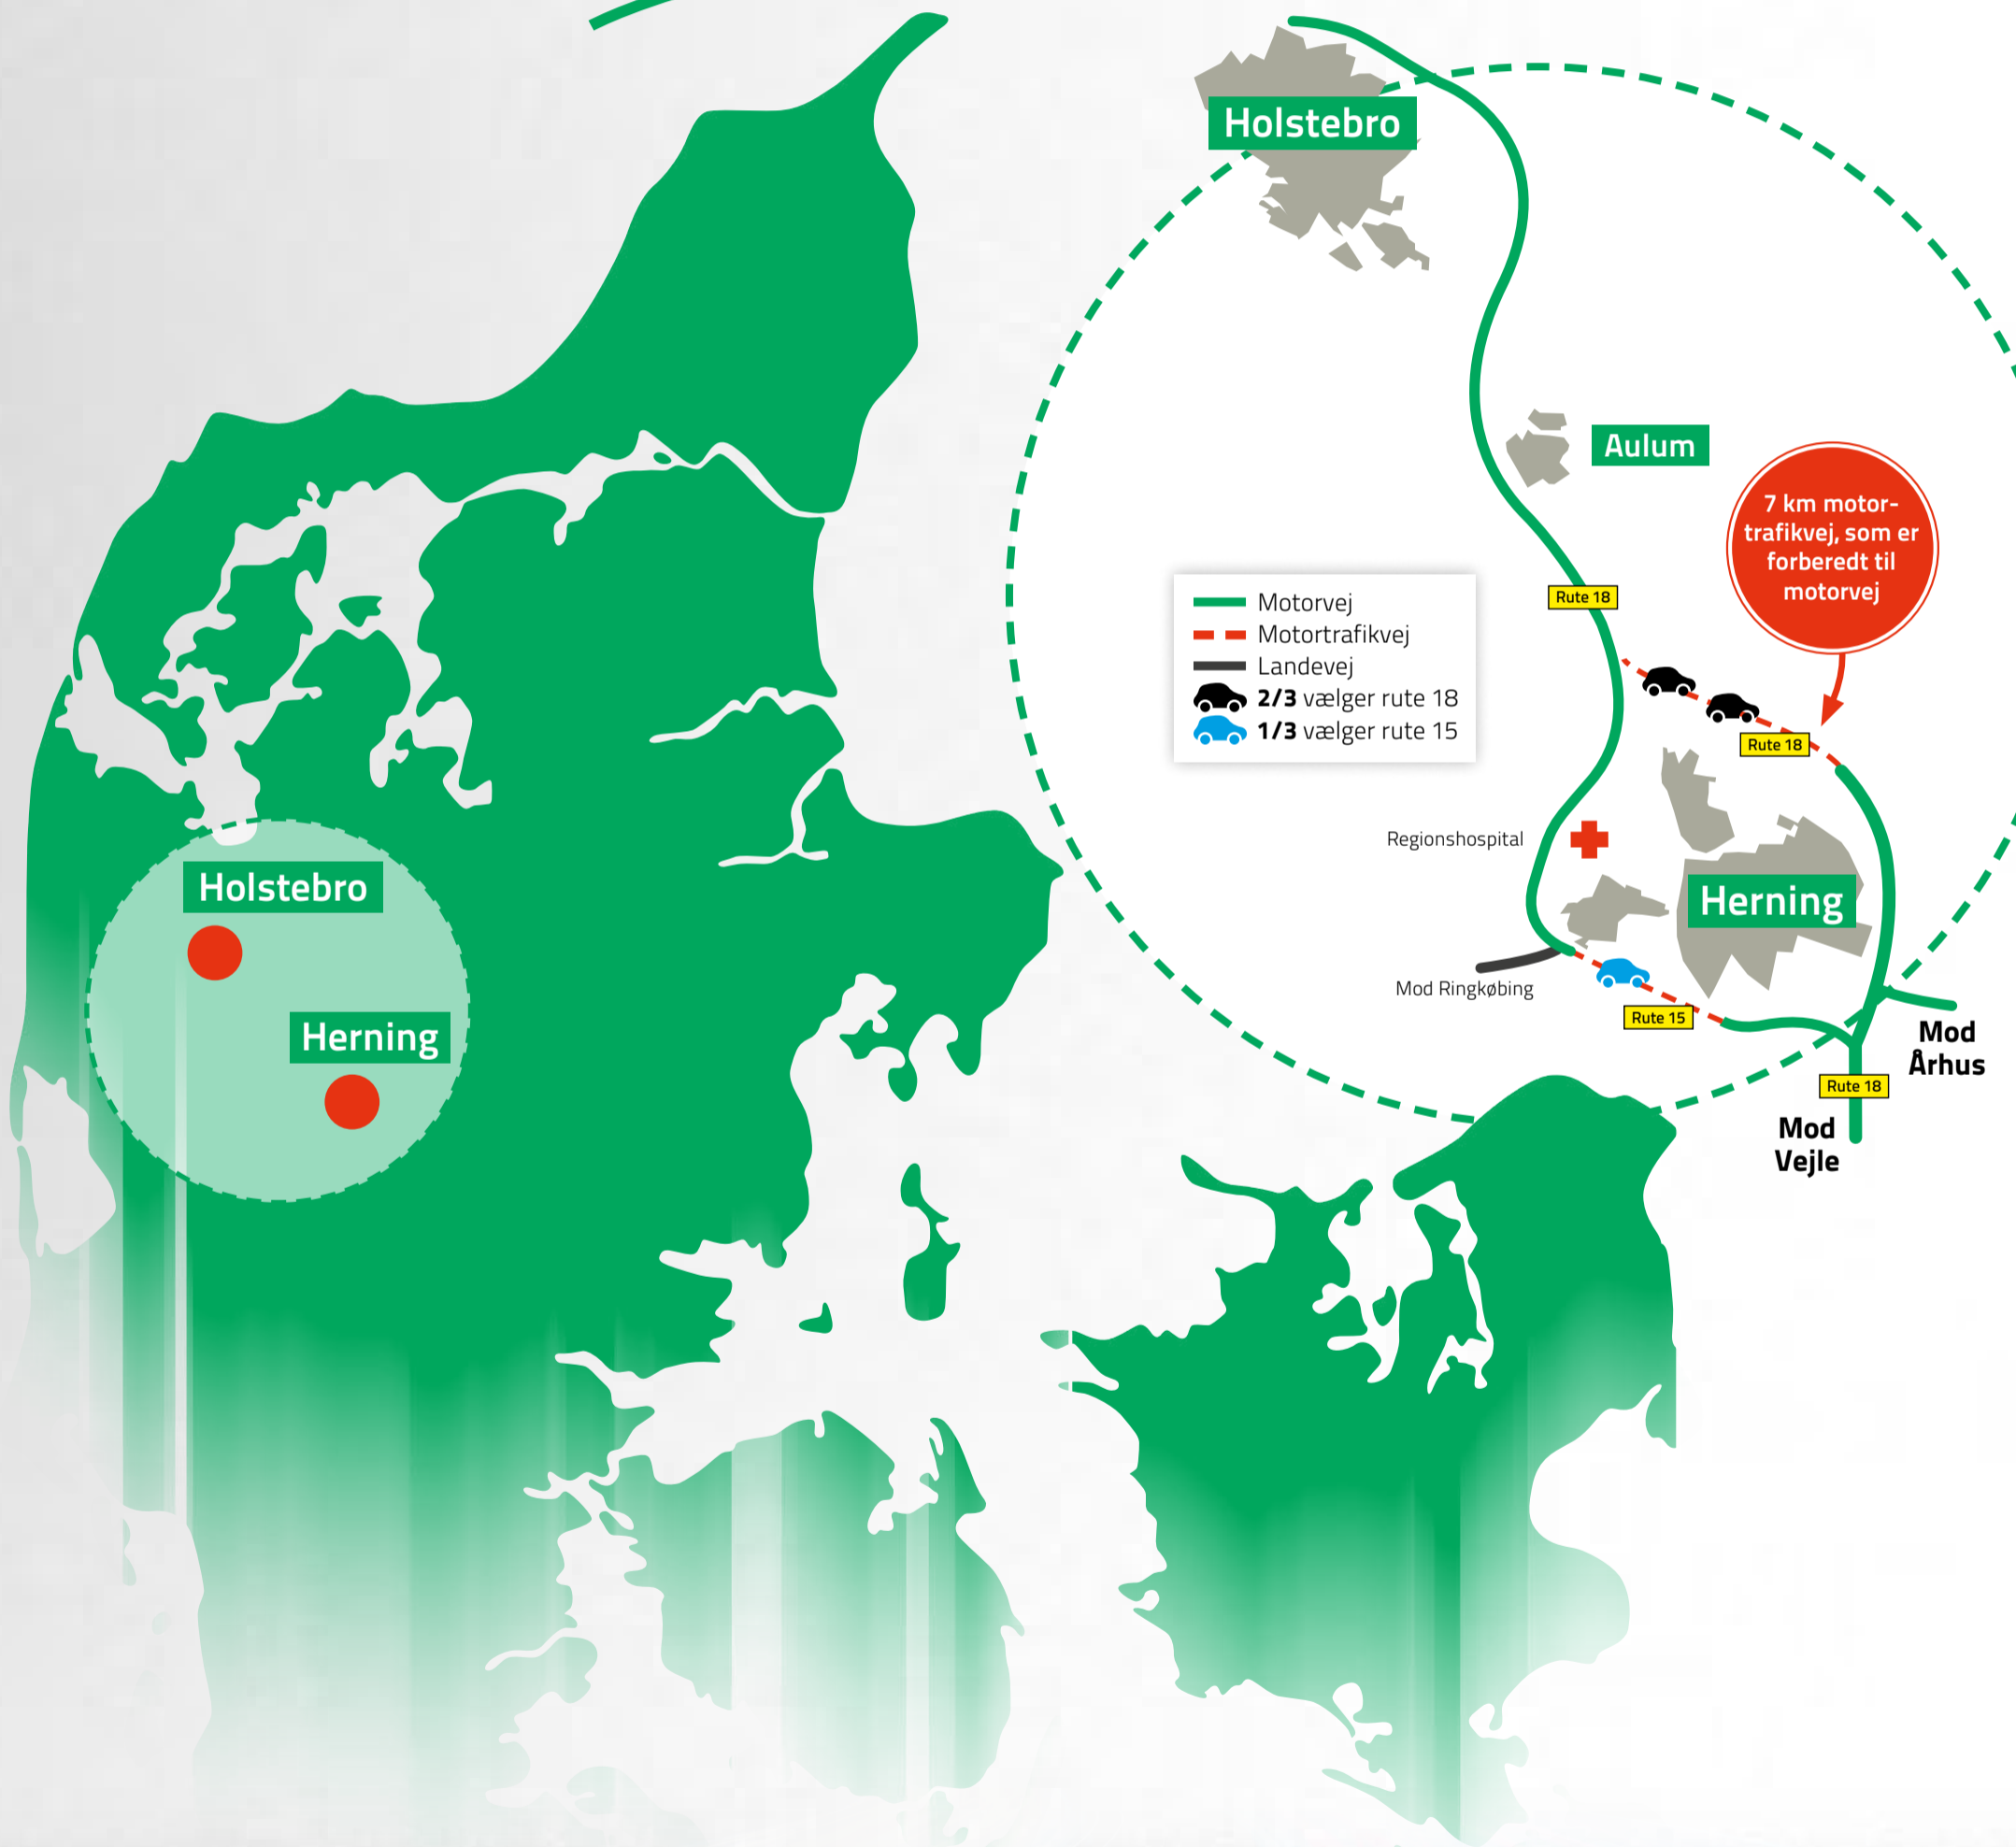 Holstebro
Herning
Holstebro
Aulum
7 km motor-
trafikvej, som er
forberedt til
motorvej
Motorvej
Motortrafikvej
Landevej
2/3 vælger rute 18
1/3 vælger rute 15
Rute 18
Rute 18
Regionshospital
Herning
Mod Ringkøbing
Rute 15
Mod
Århus
Rute 18
Mod
Vejle